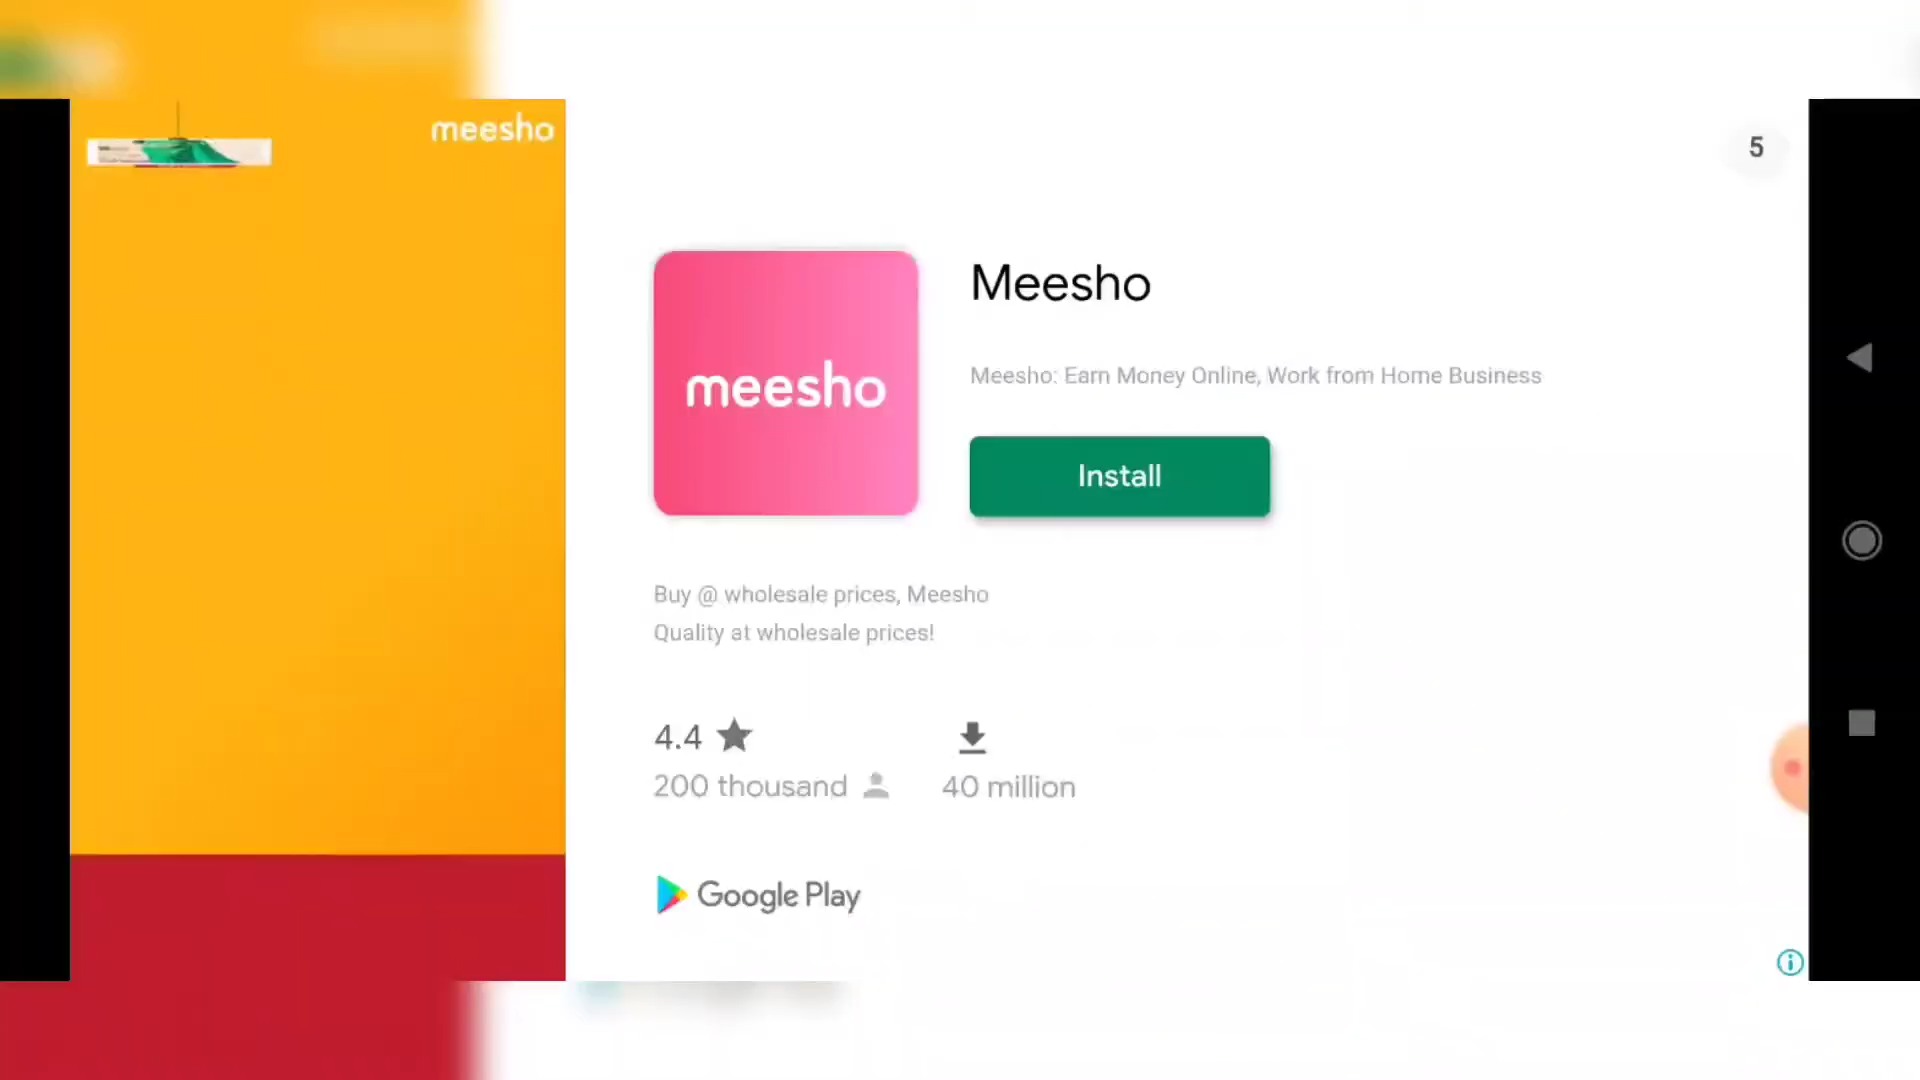 meesho
5
meesho
Meesho
Meesho: Earn Money Online, Work from Home Business
Install
Buy @ wholesale prices, Meesho
Quality at wholesale prices!
4.4
200 thousand
40 million
Google Play